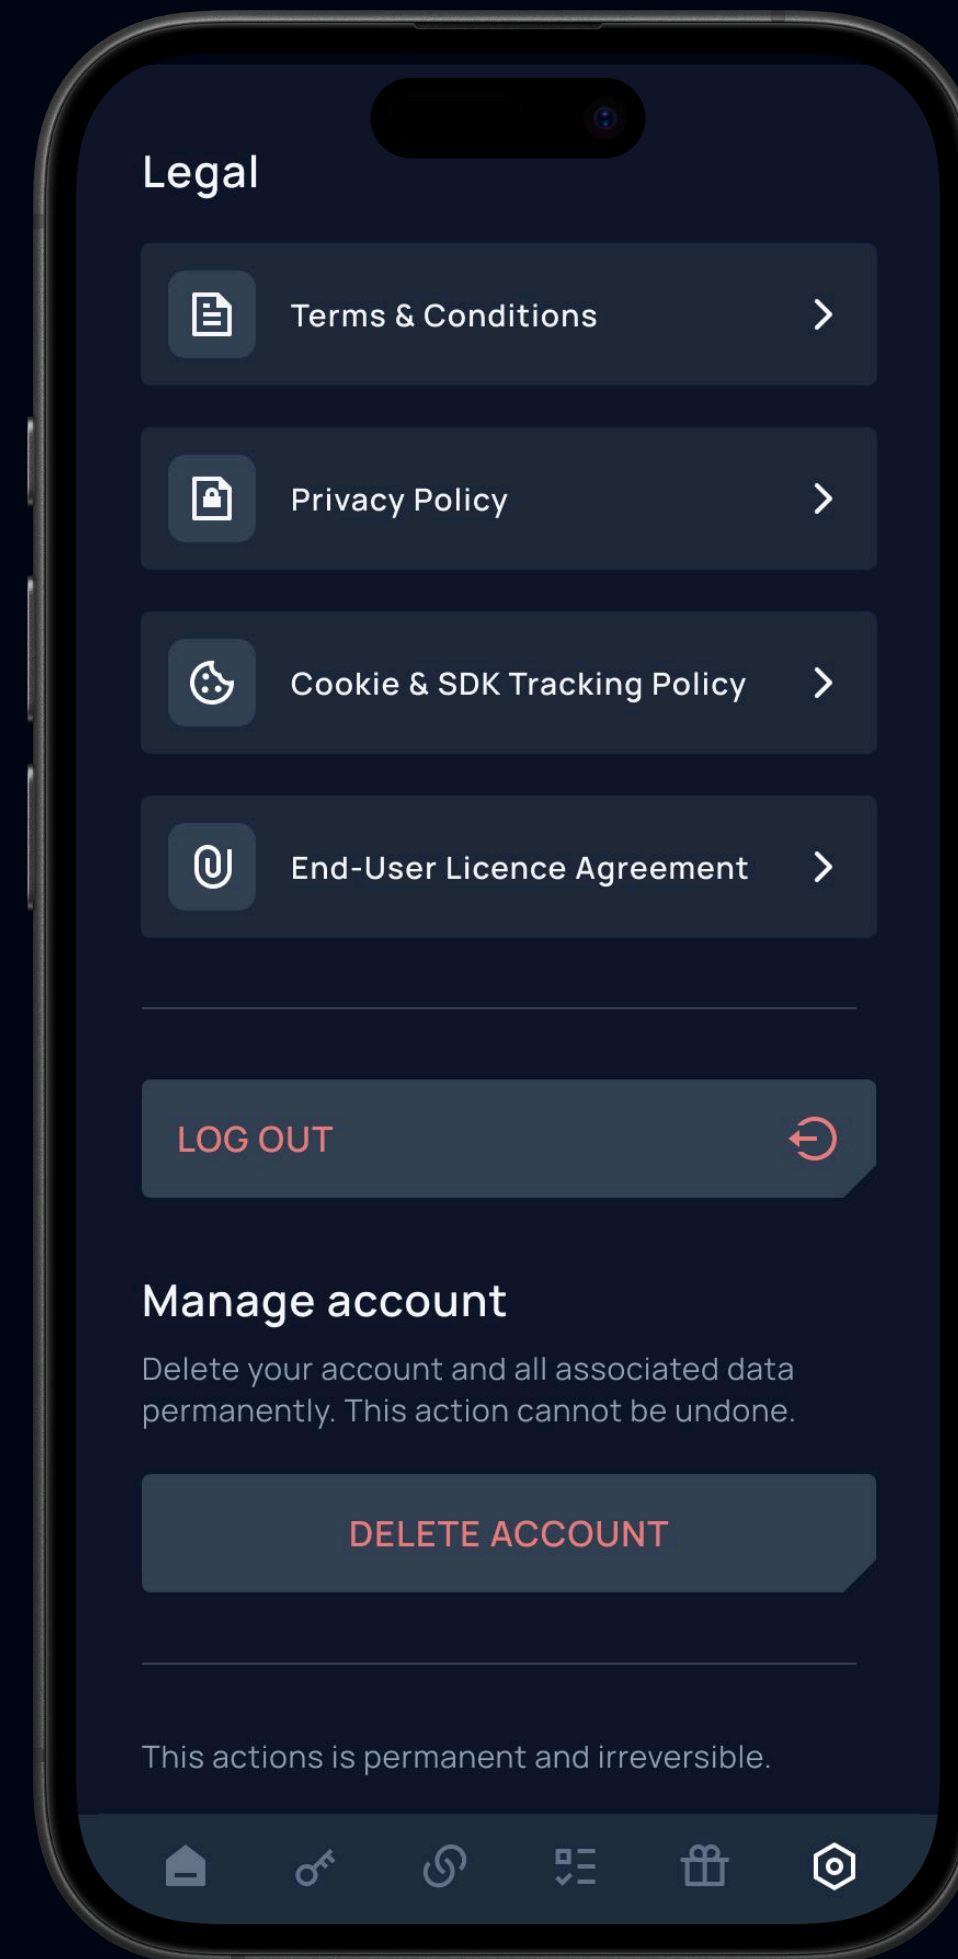 Legal
Terms & Conditions
Privacy Policy
Cookie & SDK Tracking Policy
End-User Licence Agreement
LOG OUT
Manage account
Delete your account and all associated data
permanently. This action cannot be undone.
DELETE ACCOUNT
This actions is permanent and irreversible.